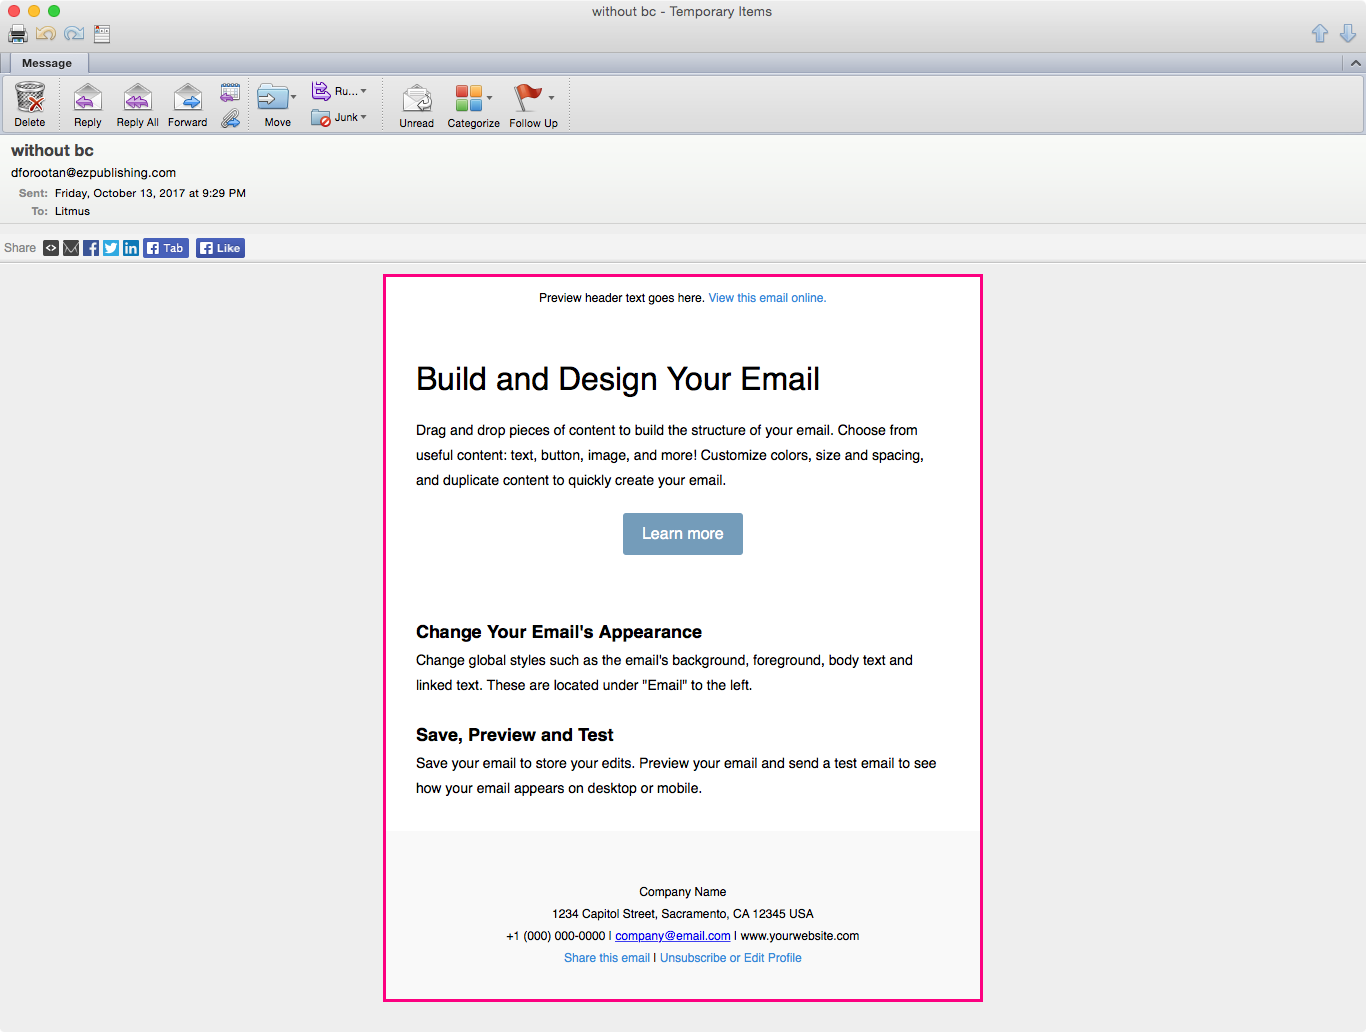 without bc - Temporary Items
Message
Delete
Reply
Reply All
Forward
Move
Ru...
Junk
Unread
Categorize
Follow Up
without bc
dforootan@ezpublishing.com
Sent: Friday, October 13, 2017 at 9:29 PM
To: Litmus
Share Tab Like
Preview header text goes here. View this email online.
Build and Design Your Email
Drag and drop pieces of content to build the structure of your email. Choose from
useful content: text, button, image, and more! Customize colors, size and spacing,
and duplicate content to quickly create your email.
Learn more
Change Your Email's Appearance
Change global styles such as the email's background, foreground, body text and
linked text. These are located under "Email" to the left.
Save, Preview and Test
Save your email to store your edits. Preview your email and send a test email to see
how your email appears on desktop or mobile.
Company Name
1234 Capitol Street, Sacramento, CA 12345 USA
+1 (000) 000-0000 | company@email.com | www.yourwebsite.com
Share this email | Unsubscribe or Edit Profile